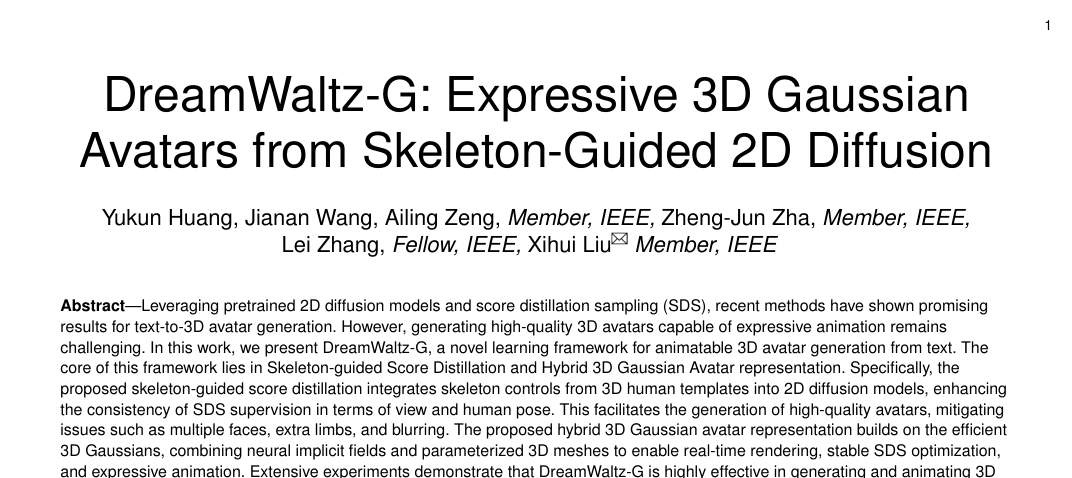 1
DreamWaltz-G: Expressive 3D Gaussian
Avatars from Skeleton-Guided 2D Diffusion
Yukun Huang, Jianan Wang, Ailing Zeng, Member, IEEE, Zheng-Jun Zha, Member, IEEE,
Lei Zhang, Fellow, IEEE, Xihui Liu✉ Member, IEEE
Abstract—Leveraging pretrained 2D diffusion models and score distillation sampling (SDS), recent methods have shown promising
results for text-to-3D avatar generation. However, generating high-quality 3D avatars capable of expressive animation remains
challenging. In this work, we present DreamWaltz-G, a novel learning framework for animatable 3D avatar generation from text. The
core of this framework lies in Skeleton-guided Score Distillation and Hybrid 3D Gaussian Avatar representation. Specifically, the
proposed skeleton-guided score distillation integrates skeleton controls from 3D human templates into 2D diffusion models, enhancing
the consistency of SDS supervision in terms of view and human pose. This facilitates the generation of high-quality avatars, mitigating
issues such as multiple faces, extra limbs, and blurring. The proposed hybrid 3D Gaussian avatar representation builds on the efficient
3D Gaussians, combining neural implicit fields and parameterized 3D meshes to enable real-time rendering, stable SDS optimization,
and expressive animation. Extensive experiments demonstrate that DreamWaltz-G is highly effective in generating and animating 3D